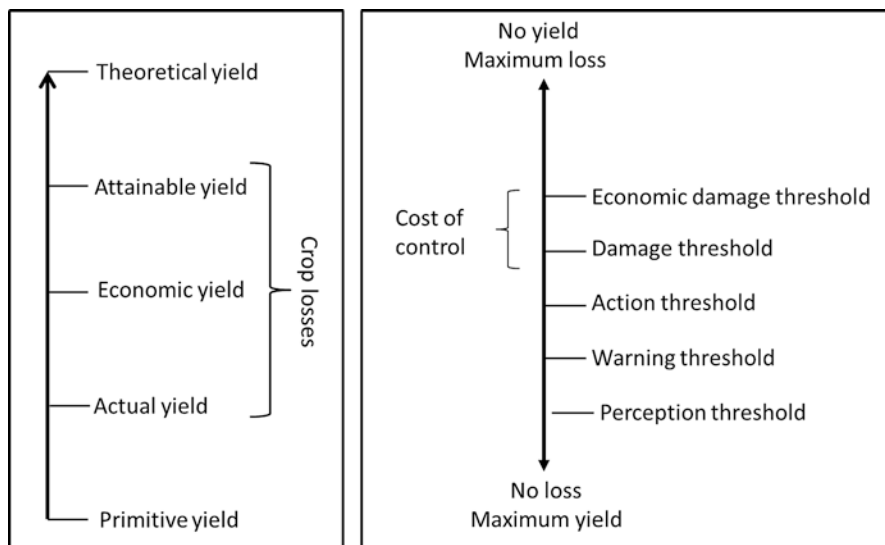 Theoretical yield
Attainable yield
Economic yield
Actual yield
Primitive yield
Crop losses
No yield
Maximum loss
Cost of
control
Economic damage threshold
Damage threshold
Action threshold
Warning threshold
Perception threshold
No loss
Maximum yield